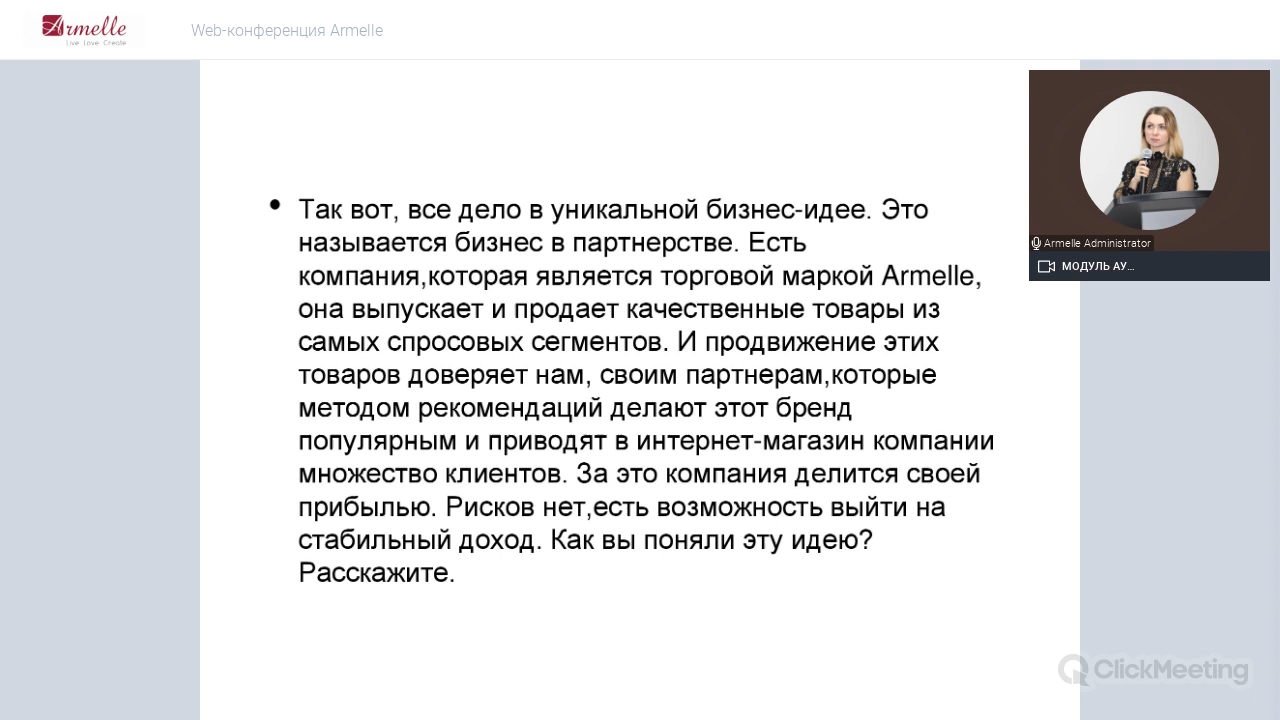 Armelle
Live Love Create
Web-конференция Armelle
• Так вот, все дело в уникальной бизнес-идее. Это
называется бизнес в партнерстве. Есть
компания,которая является торговой маркой Armelle,
она выпускает и продает качественные товары из
самых спросовых сегментов. И продвижение этих
товаров доверяет нам, своим партнерам,которые
методом рекомендаций делают этот бренд
популярным и приводят в интернет-магазин компании
множество клиентов. За это компания делится своей
прибылью. Рисков нет,есть возможность выйти на
стабильный доход. Как вы поняли эту идею?
Расскажите.
Armelle Administrator
МОДУЛЬ АУ...
ClickMeeting